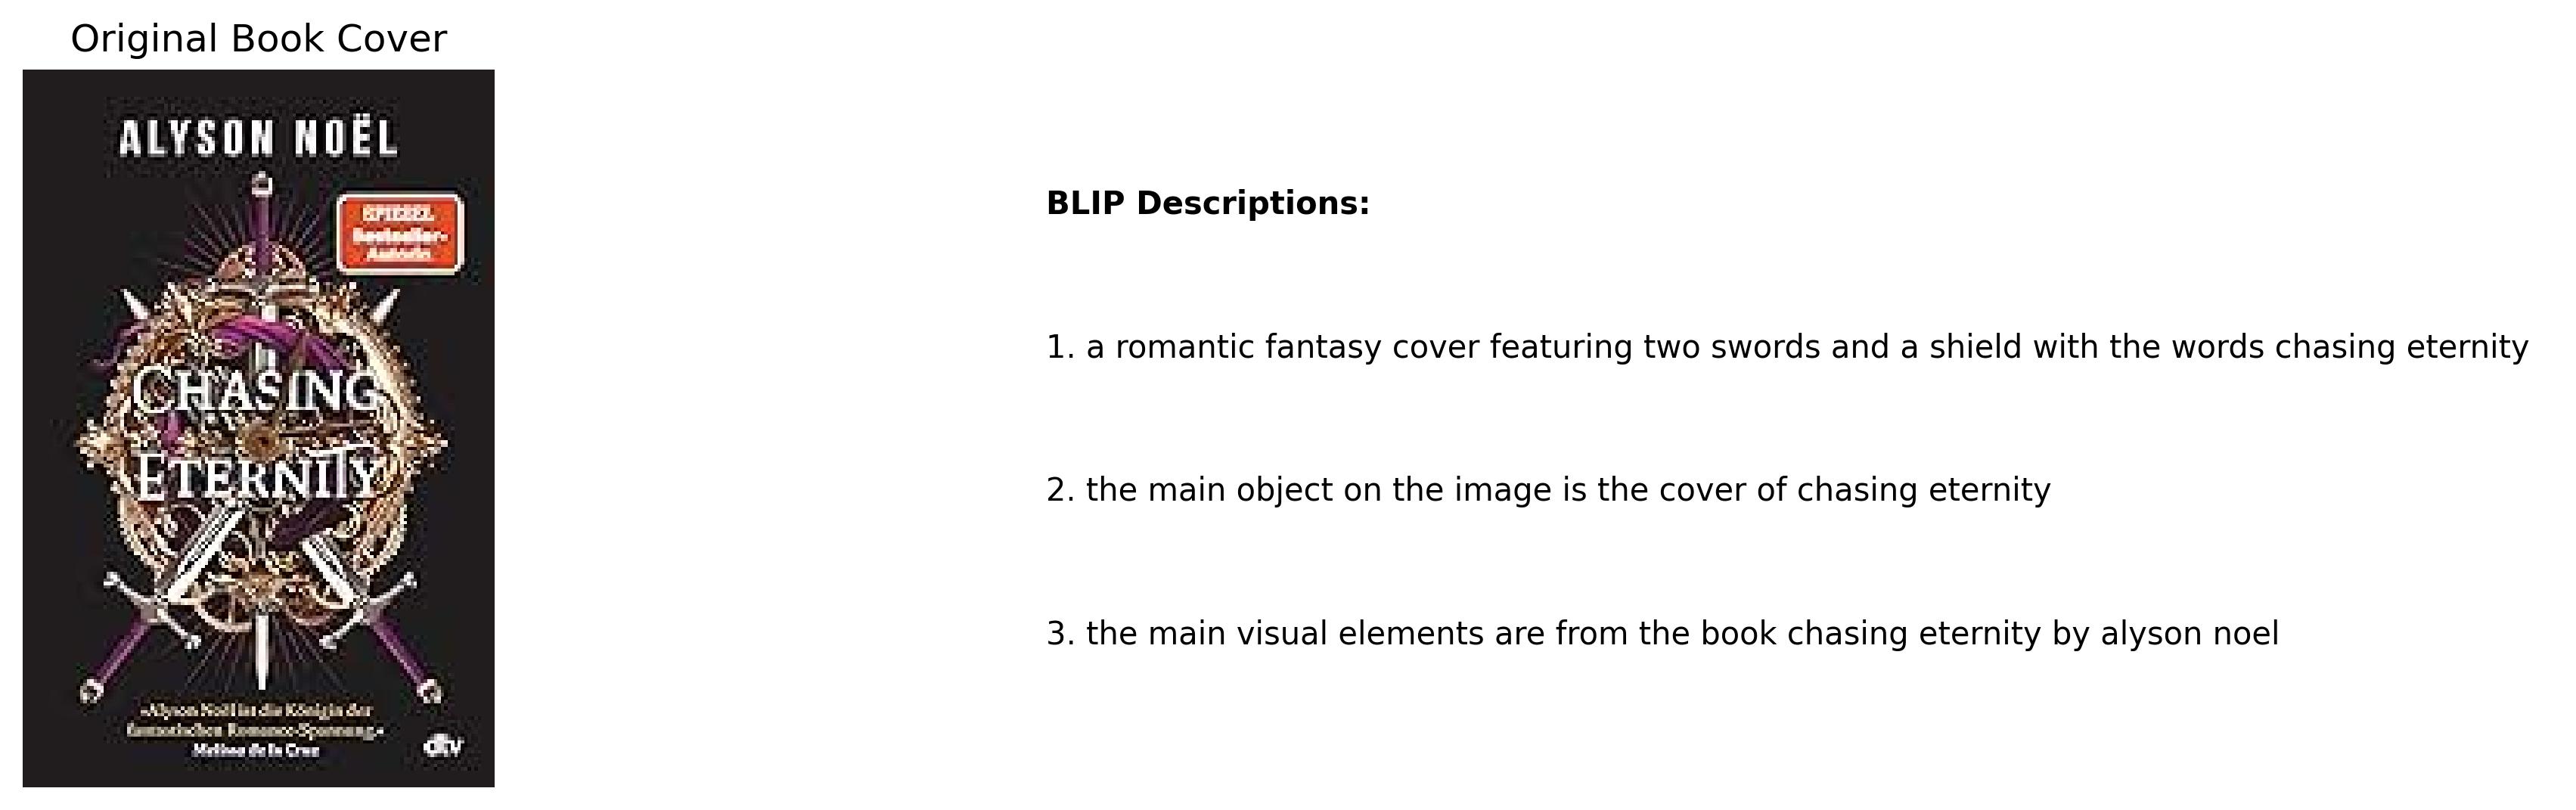 Original Book Cover
ALYSON NOËL
SPIEGEL
Bestseller-
Autorin
CHASING
ETERNITY
»Alyson Noël ist die Königin der
fantastischen Romance-Spannung.«
Melissa de la Cruz
dtv
BLIP Descriptions:
1. a romantic fantasy cover featuring two swords and a shield with the words chasing eternity
2. the main object on the image is the cover of chasing eternity
3. the main visual elements are from the book chasing eternity by alyson noel